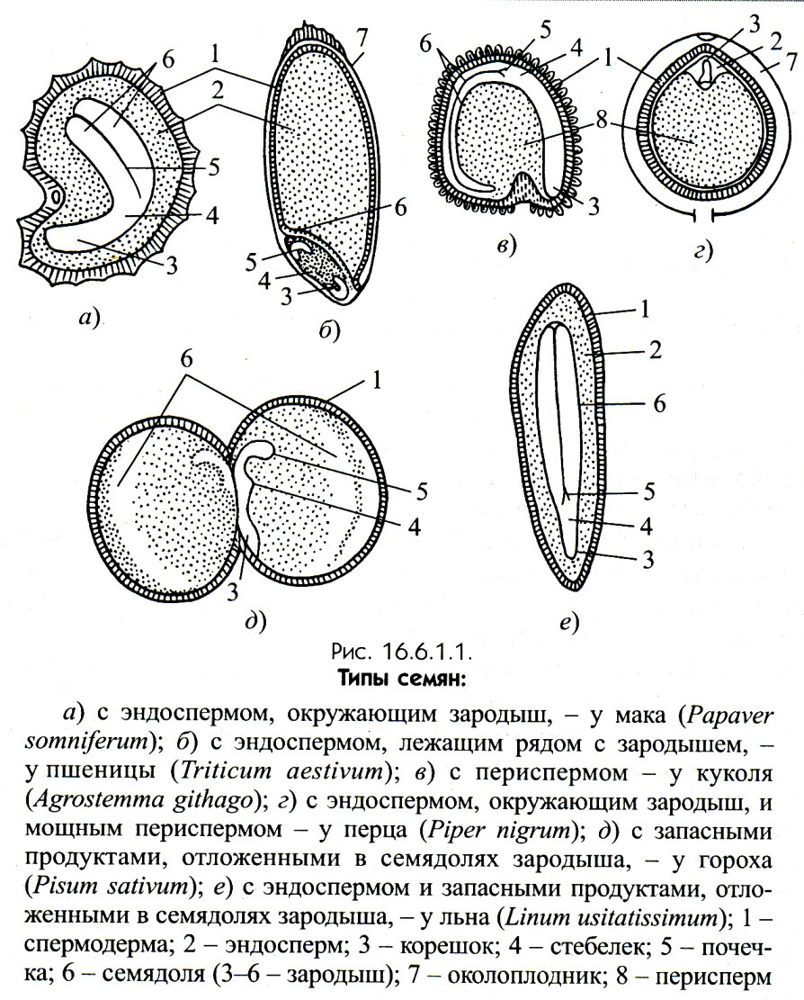 6 1 2 5 4 3
а)
7 6 5 4 3
б)
6 5 4 1 8 3
в)
3 2 7
г)
6 1 5 4 3
д)
1 2 6 5 4 3
е)
Рис. 16.6.1.1.
Типы семян:
а) с эндоспермом, окружающим зародыш, – у мака (Papaver
somniferum); б) с эндоспермом, лежащим рядом с зародышем, –
у пшеницы (Triticum aestivum); в) с периспермом – у куколя
(Agrostemma githago); г) с эндоспермом, окружающим зародыш, и
мощным периспермом – у перца (Piper nigrum); д) с запасными
продуктами, отложенными в семядолях зародыша, – у гороха
(Pisum sativum); е) с эндоспермом и запасными продуктами, отло-
женными в семядолях зародыша, – у льна (Linum usitatissimum); 1 –
спермодерма; 2 – эндосперм; 3 – корешок; 4 – стебелек; 5 – почеч-
ка; 6 – семядоля (3–6 – зародыш); 7 – околоплодник; 8 – перисперм